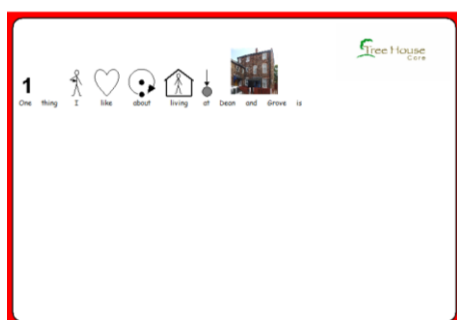 Tree House
Care
1
One thing I like about living at Dean and Grove is